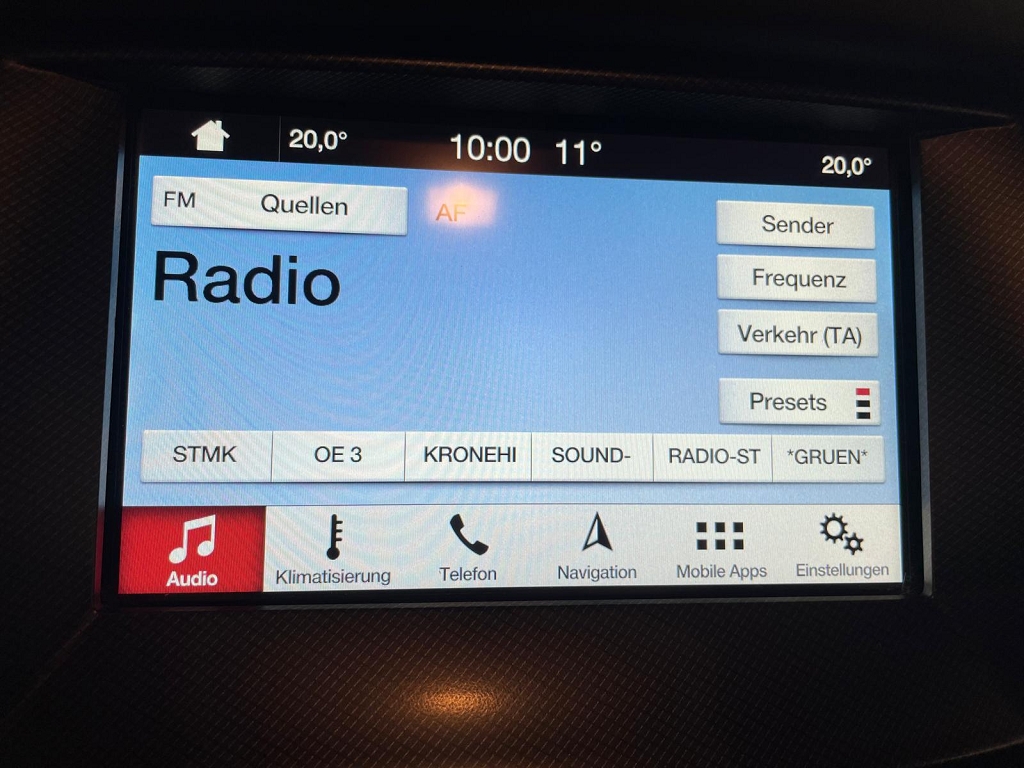 20,0° 10:00 11° 20,0°
FM Quellen AF Sender
Radio
Frequenz
Verkehr (TA)
Presets
STMK OE 3 KRONEHI SOUND- RADIO-ST *GRUEN*
Audio Klimatisierung Telefon Navigation Mobile Apps Einstellungen